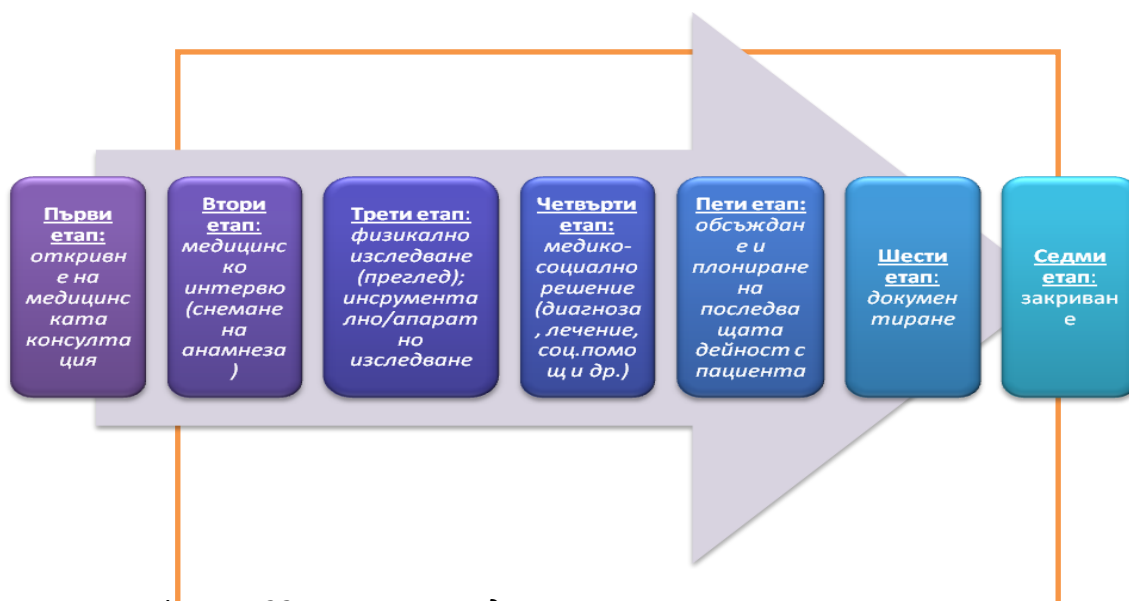 Първи
етап:
откривн
е на
медицинс
ката
консулта
ция
Втори
етап:
медицинс
ко
интервю
(снемане
на
анамнеза
)
Трети етап:
физикално
изследване
(преглед);
инсрумента
лно/апарат
но
изследване
Четвърти
етап:
медико-
социално
решение
(диагноза
, лечение,
соц.помо
щ и др.)
Пети етап:
обсъждан
е и
плониране
на
последва
щата
дейност с
пациента
Шести
етап:
докумен
тиране
Седми
етап:
закриван
е